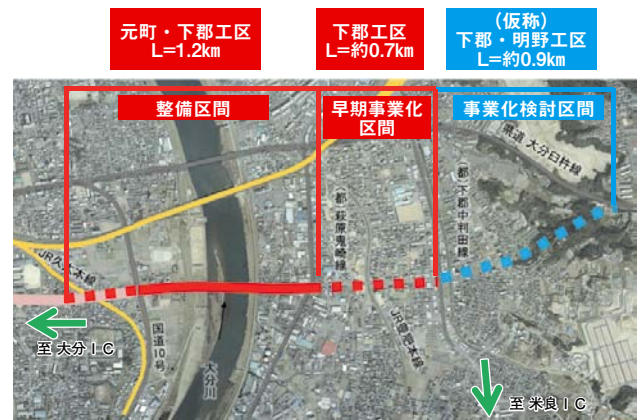 元町・下郡工区
L=1.2km
下郡工区
L=約0.7km
(仮称)
下郡・明野工区
L=約0.9km
整備区間
早期事業化
区間
事業化検討区間
県道 大分臼杵線
(都)萩原鬼崎線
(都)下郡中判田線
JR久大本線
国道10号
大分川
JR豊肥本線
至 大分IC
至 米良IC